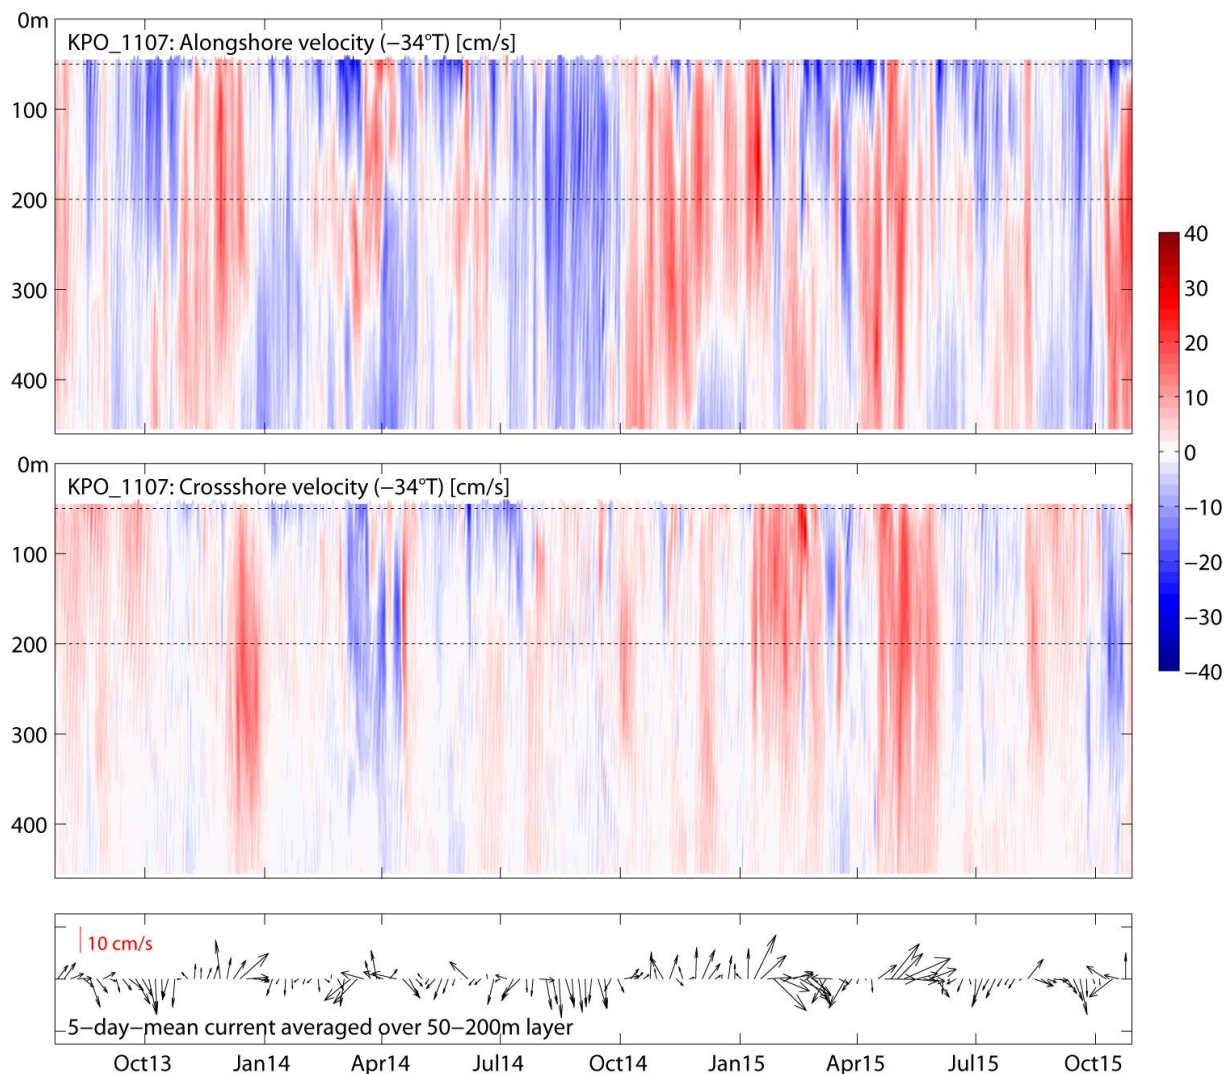 0m
KPO_1107: Alongshore velocity (−34°T) [cm/s]
100
200
300
400
0m
KPO_1107: Crossshore velocity (−34°T) [cm/s]
100
200
300
400
40
30
20
10
0
−10
−20
−30
−40
10 cm/s
5−day−mean current averaged over 50−200m layer
Oct13 Jan14 Apr14 Jul14 Oct14 Jan15 Apr15 Jul15 Oct15